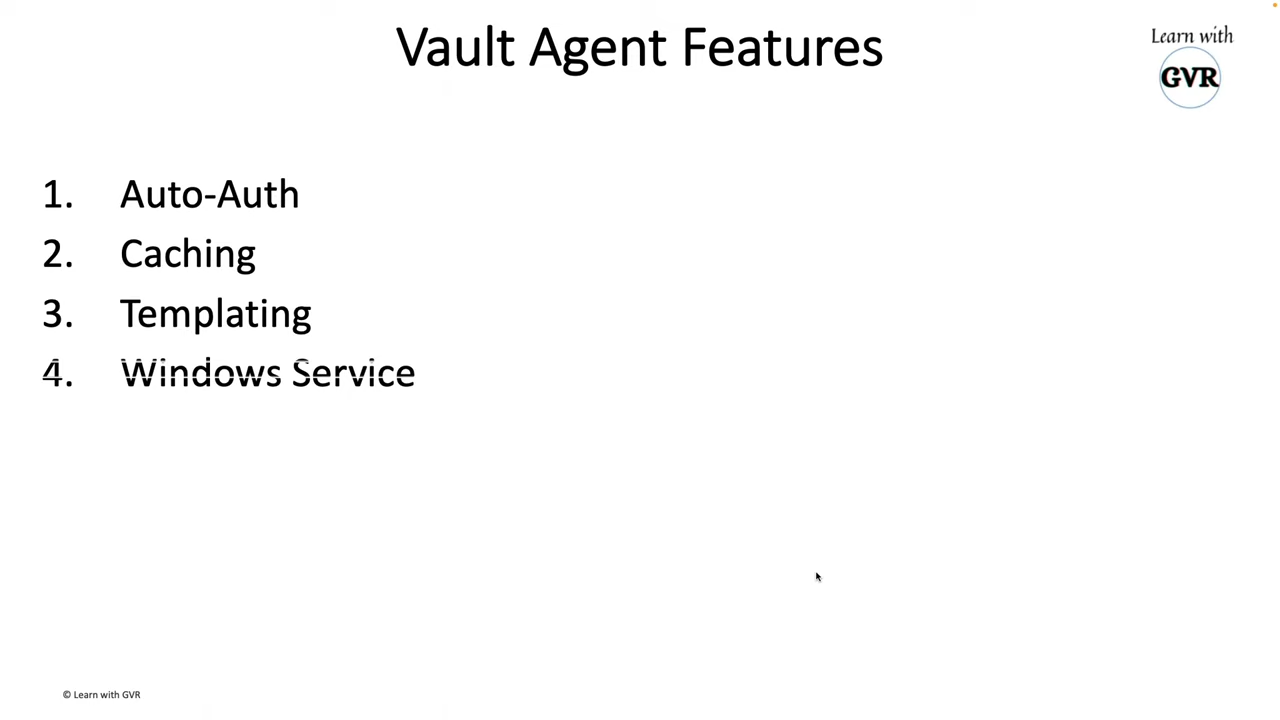 Vault Agent Features
Learn with
GVR
1. Auto-Auth
2. Caching
3. Templating
4. Windows Service
© Learn with GVR